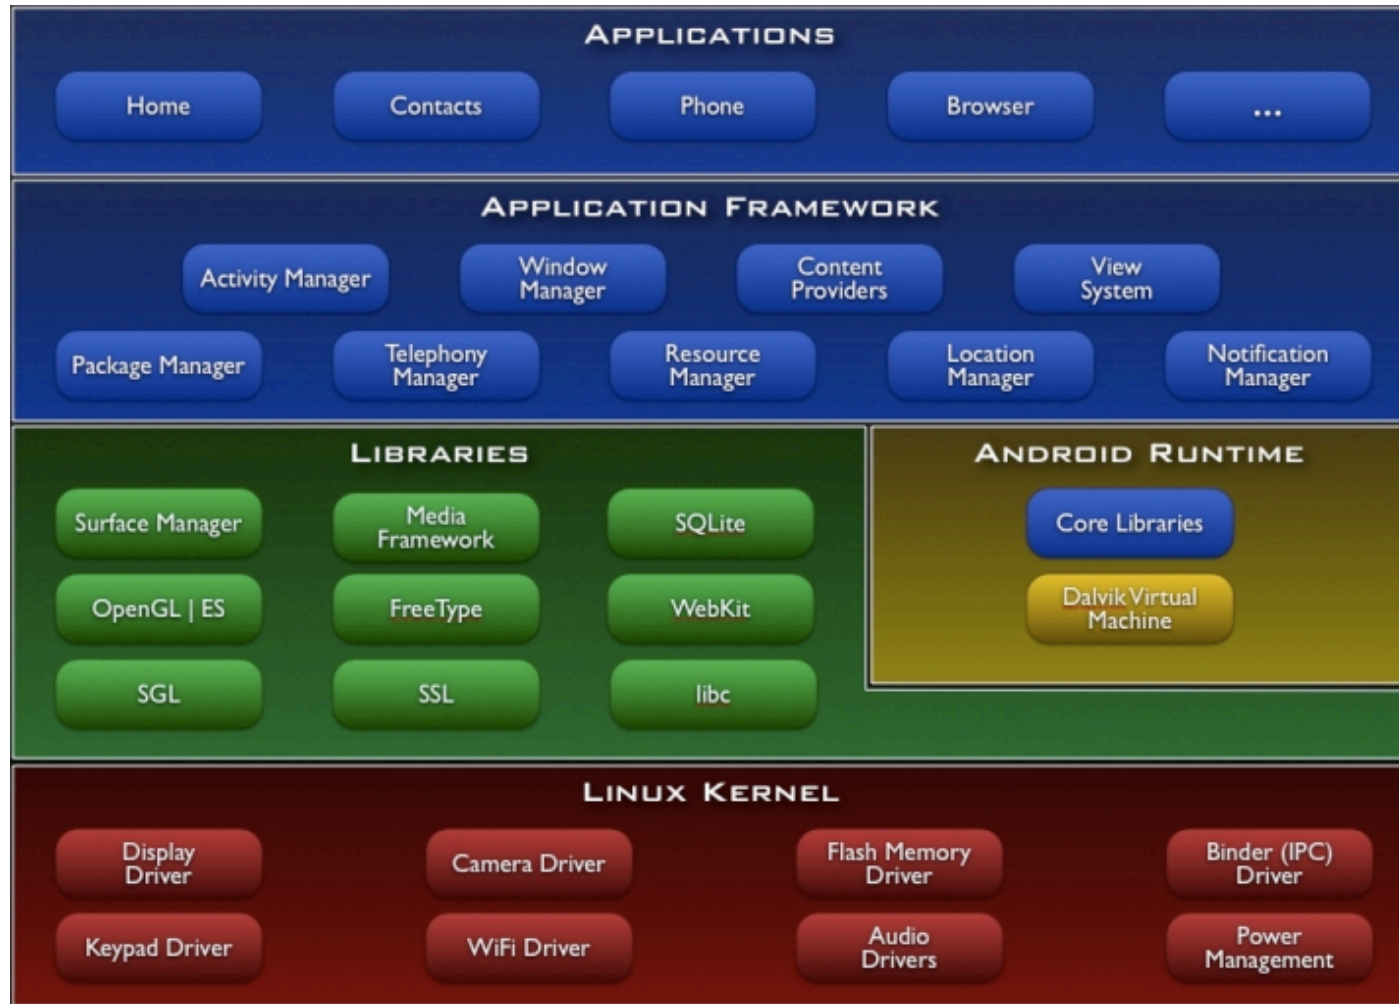 APPLICATIONS
Home
Contacts
Phone
Browser
...
APPLICATION FRAMEWORK
Activity Manager
Window
Manager
Content
Providers
View
System
Package Manager
Telephony
Manager
Resource
Manager
Location
Manager
Notification
Manager
LIBRARIES
Surface Manager
Media
Framework
SQLite
OpenGL | ES
FreeType
WebKit
SGL
SSL
libc
ANDROID RUNTIME
Core Libraries
Dalvik Virtual
Machine
LINUX KERNEL
Display
Driver
Camera Driver
Flash Memory
Driver
Binder (IPC)
Driver
Keypad Driver
WiFi Driver
Audio
Drivers
Power
Management